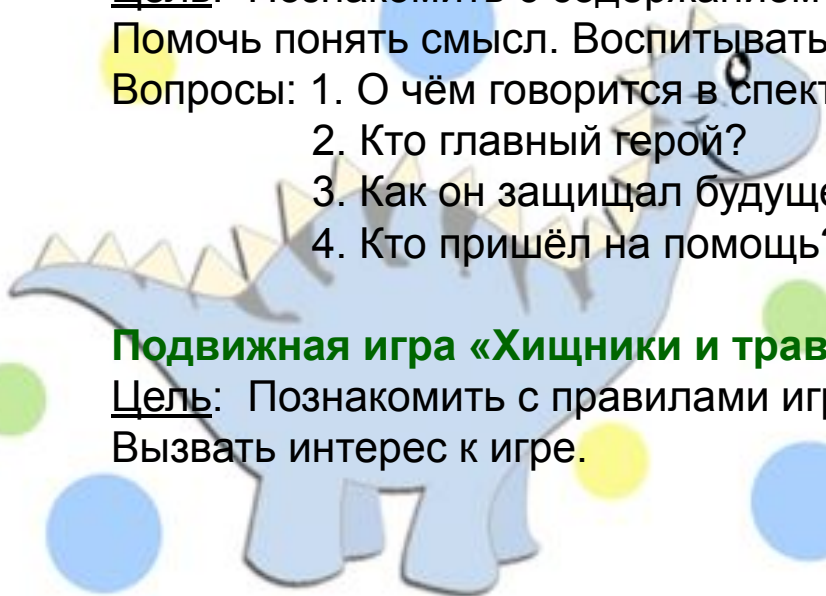 Цель: Познакомить с содержанием
Помочь понять смысл. Воспитывать
Вопросы: 1. О чём говорится в спект
2. Кто главный герой?
3. Как он защищал будуще
4. Кто пришёл на помощь?
Подвижная игра «Хищники и трав
Цель: Познакомить с правилами игр
Вызвать интерес к игре.